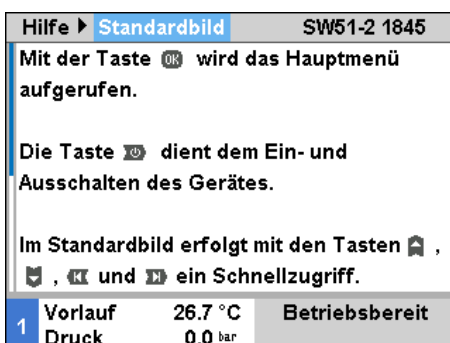 Hilfe ▶ Standardbild SW51-2 1845
Mit der Taste OK wird das Hauptmenü
aufgerufen.
Die Taste ⏻ dient dem Ein- und
Ausschalten des Gerätes.
Im Standardbild erfolgt mit den Tasten ,
, und ein Schnellzugriff.
1 Vorlauf 26.7 °C Betriebsbereit
Druck 0.0 bar